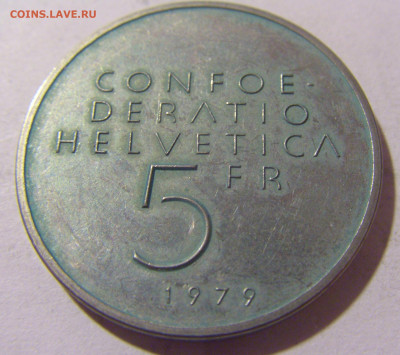 COINS.LAVE.RU
CONFOE-
DERATIO
HELVETICA
5 FR
1979